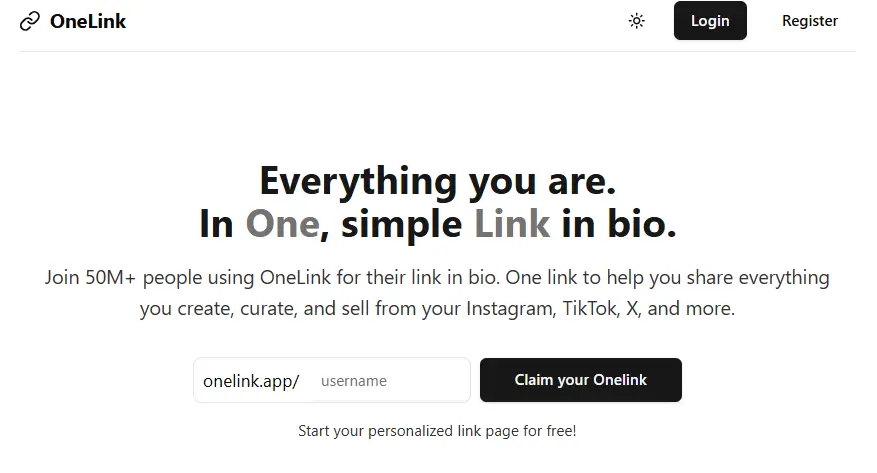 OneLink
Login
Register
Everything you are.
In One, simple Link in bio.
Join 50M+ people using OneLink for their link in bio. One link to help you share everything
you create, curate, and sell from your Instagram, TikTok, X, and more.
onelink.app/ username
Claim your Onelink
Start your personalized link page for free!